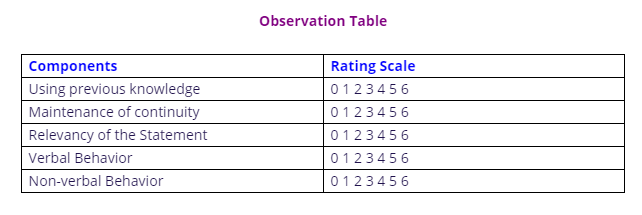 Observation Table
Components Rating Scale
Using previous knowledge 0 1 2 3 4 5 6
Maintenance of continuity 0 1 2 3 4 5 6
Relevancy of the Statement 0 1 2 3 4 5 6
Verbal Behavior 0 1 2 3 4 5 6
Non-verbal Behavior 0 1 2 3 4 5 6